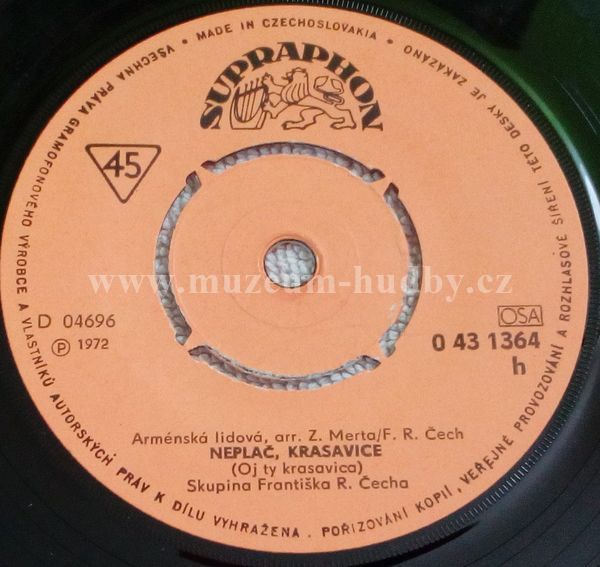 VŠECHNA PRÁVA GRAMOFONOVÉHO VÝROBCE A VLASTNÍKŮ AUTORSKÝCH PRÁV K DÍLU VYHRAŽENA. POŘIZOVÁNÍ KOPIÍ, VEŘEJNÉ PROVOZOVÁNÍ A ROZHLASOVÉ ŠÍŘENÍ TÉTO DESKY JE ZAKÁZÁNO • MADE IN CZECHOSLOVAKIA •
SUPRAPHON
45
www.muzeum-hudby.cz
D 04696
Ⓟ 1972
OSA
0 43 1364
h
Arménská lidová, arr. Z. Merta/F. R. Čech
NEPLAČ, KRASAVICE
(Oj ty krasavica)
Skupina Františka R. Čecha